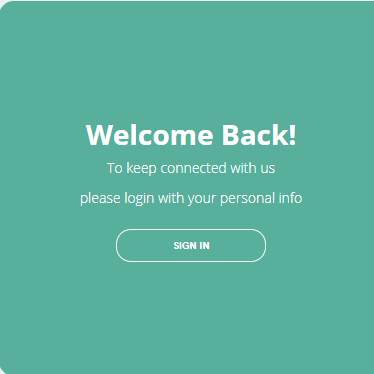 Welcome Back!
To keep connected with us
please login with your personal info
SIGN IN